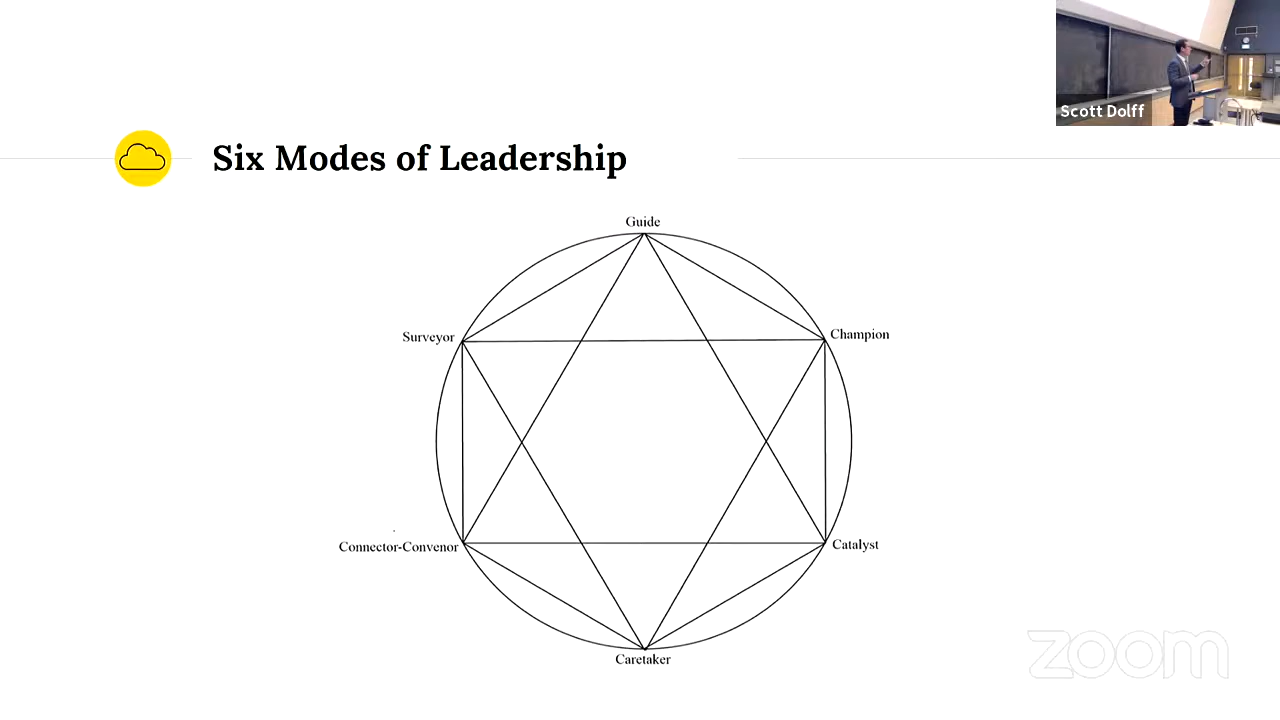 Scott Dolff
Six Modes of Leadership
Guide
Surveyor
Champion
Connector-Convenor
Catalyst
Caretaker
zoom